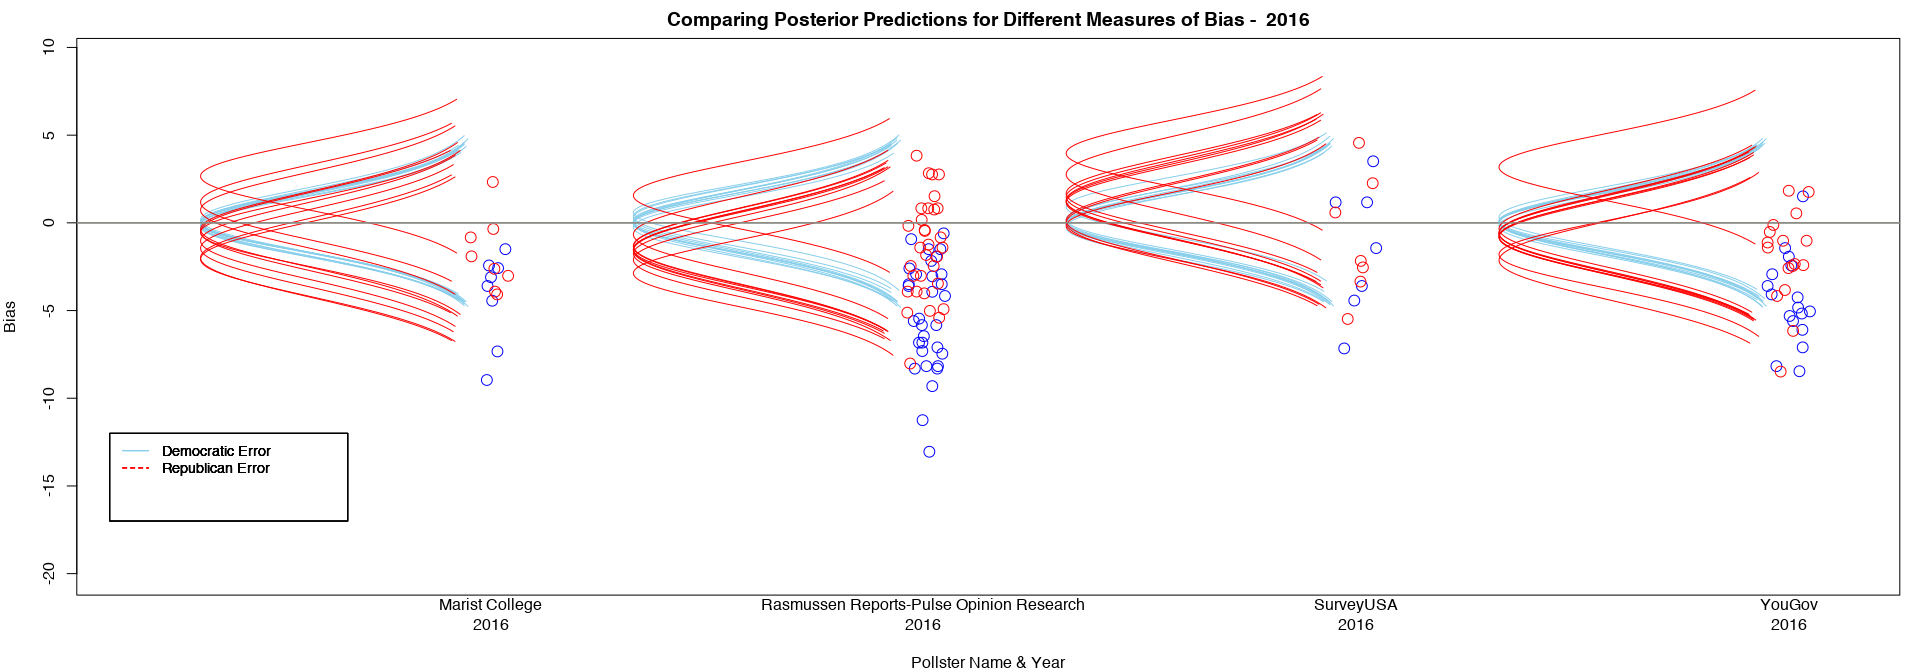 Comparing Posterior Predictions for Different Measures of Bias -  2016
10
5
0
-5
-10
-15
-20
Bias
Democratic Error
Republican Error
Marist College
2016
Rasmussen Reports-Pulse Opinion Research
2016
SurveyUSA
2016
YouGov
2016
Pollster Name & Year